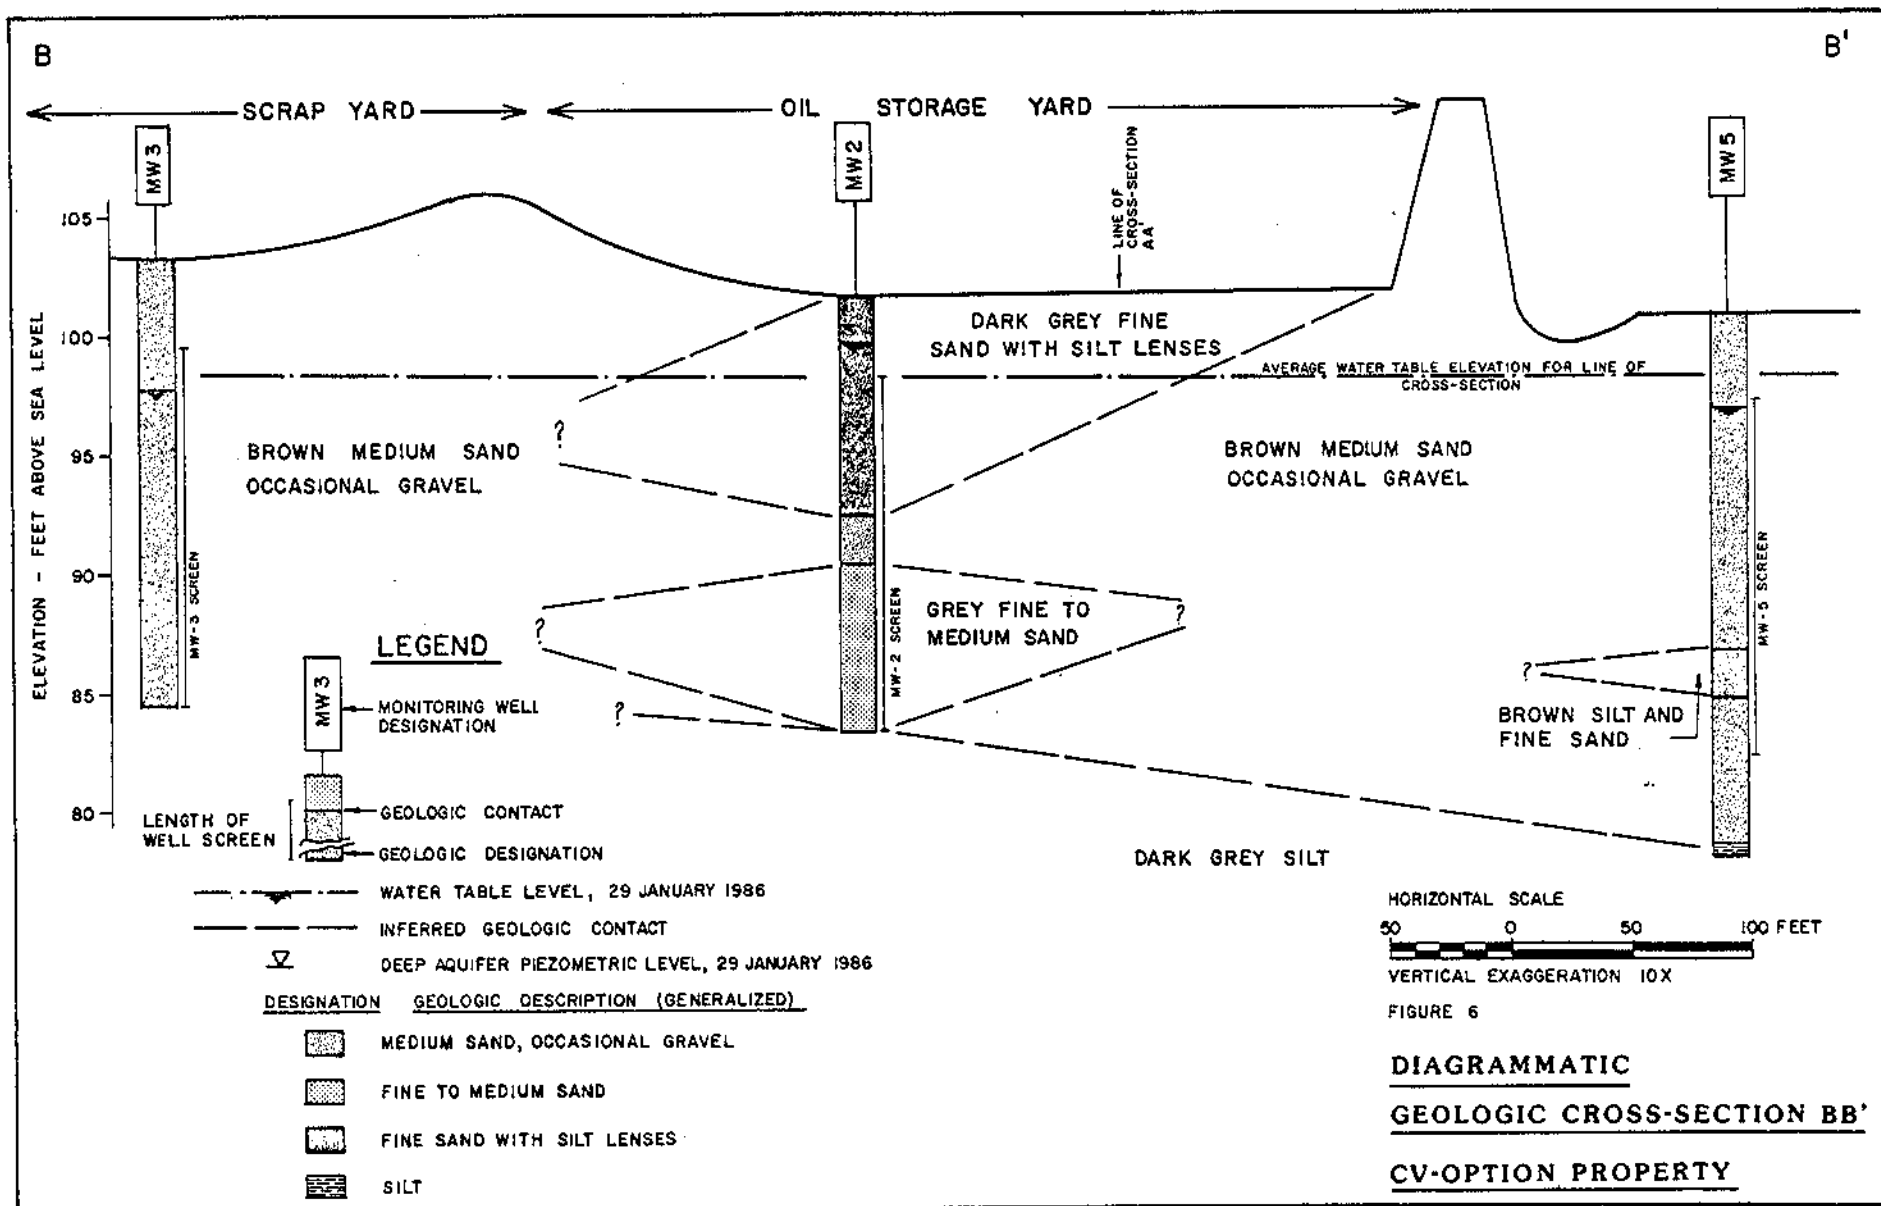 B
B'
SCRAP YARD
OIL STORAGE YARD
MW3
MW2
MW5
LINE OF
CROSS-SECTION
AA'
ELEVATION - FEET ABOVE SEA LEVEL
105
100
95
90
85
80
DARK GREY FINE
SAND WITH SILT LENSES
AVERAGE WATER TABLE ELEVATION FOR LINE OF
CROSS-SECTION
BROWN MEDIUM SAND
OCCASIONAL GRAVEL
?
BROWN MEDIUM SAND
OCCASIONAL GRAVEL
MW-3 SCREEN
MW-2 SCREEN
MW-5 SCREEN
GREY FINE TO
MEDIUM SAND
?
?
?
?
BROWN SILT AND
FINE SAND
DARK GREY SILT
LEGEND
MW3
MONITORING WELL
DESIGNATION
LENGTH OF
WELL SCREEN
GEOLOGIC CONTACT
GEOLOGIC DESIGNATION
WATER TABLE LEVEL, 29 JANUARY 1986
INFERRED GEOLOGIC CONTACT
DEEP AQUIFER PIEZOMETRIC LEVEL, 29 JANUARY 1986
DESIGNATION GEOLOGIC DESCRIPTION (GENERALIZED)
MEDIUM SAND, OCCASIONAL GRAVEL
FINE TO MEDIUM SAND
FINE SAND WITH SILT LENSES
SILT
HORIZONTAL SCALE
50 0 50 100 FEET
VERTICAL EXAGGERATION 10X
FIGURE 6
DIAGRAMMATIC
GEOLOGIC CROSS-SECTION BB'
CV-OPTION PROPERTY